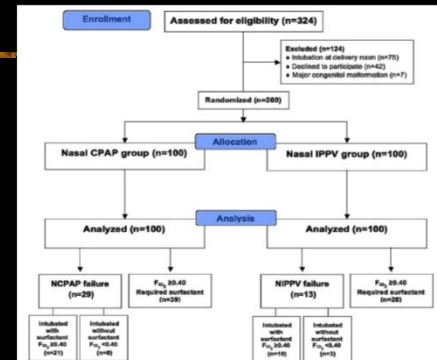 Enrollment
Assessed for eligibility (n=324)
Excluded (n=124)
♦ Intubation at delivery room (n=75)
♦ Declined to participate (n=42)
♦ Major congenital malformation (n=7)
Randomized (n=200)
Allocation
Nasal CPAP group (n=100)
Nasal IPPV group (n=100)
Analyzed (n=100)
Analysis
Analyzed (n=100)
NCPAP failure
(n=29)
FIO₂ ≥0.40
Required surfactant
(n=39)
NIPPV failure
(n=13)
FIO₂ ≥0.40
Required surfactant
(n=28)
Intubated
with
surfactant
FIO₂ ≥0.40
(n=21)
Intubated
without
surfactant
FIO₂ <0.40
(n=8)
Intubated
with
surfactant
FIO₂ ≥0.40
(n=10)
Intubated
without
surfactant
FIO₂ <0.40
(n=3)